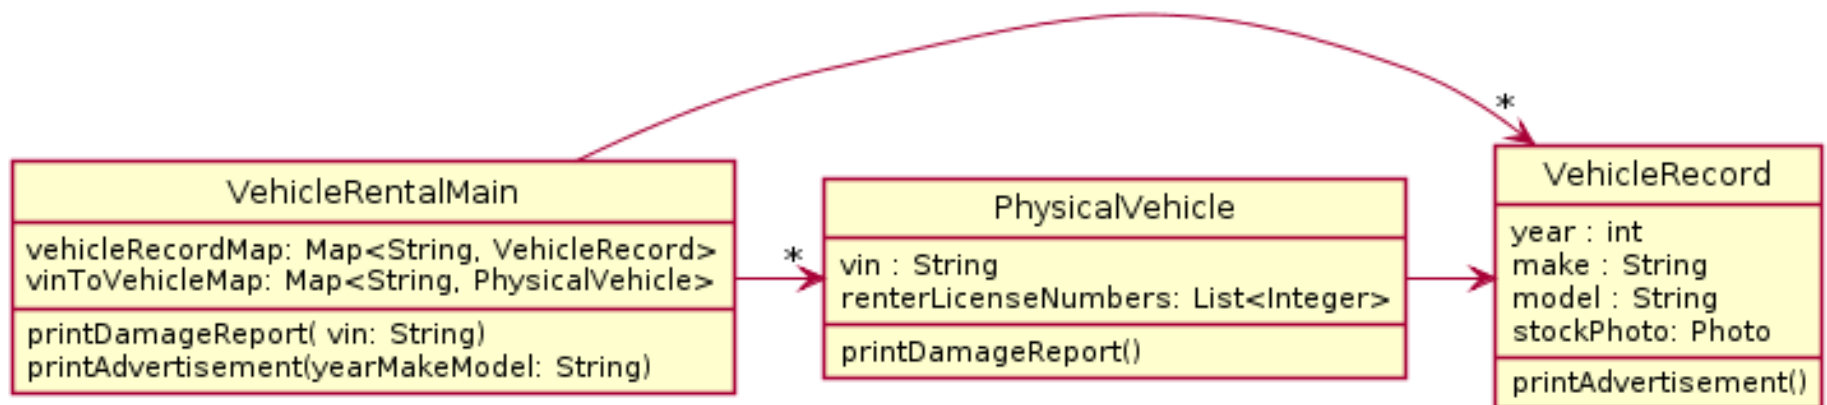 VehicleRentalMain
vehicleRecordMap: Map<String, VehicleRecord>
vinToVehicleMap: Map<String, PhysicalVehicle>
printDamageReport( vin: String)
printAdvertisement(yearMakeModel: String)
*
PhysicalVehicle
vin : String
renterLicenseNumbers: List<Integer>
printDamageReport()
*
VehicleRecord
year : int
make : String
model : String
stockPhoto: Photo
printAdvertisement()